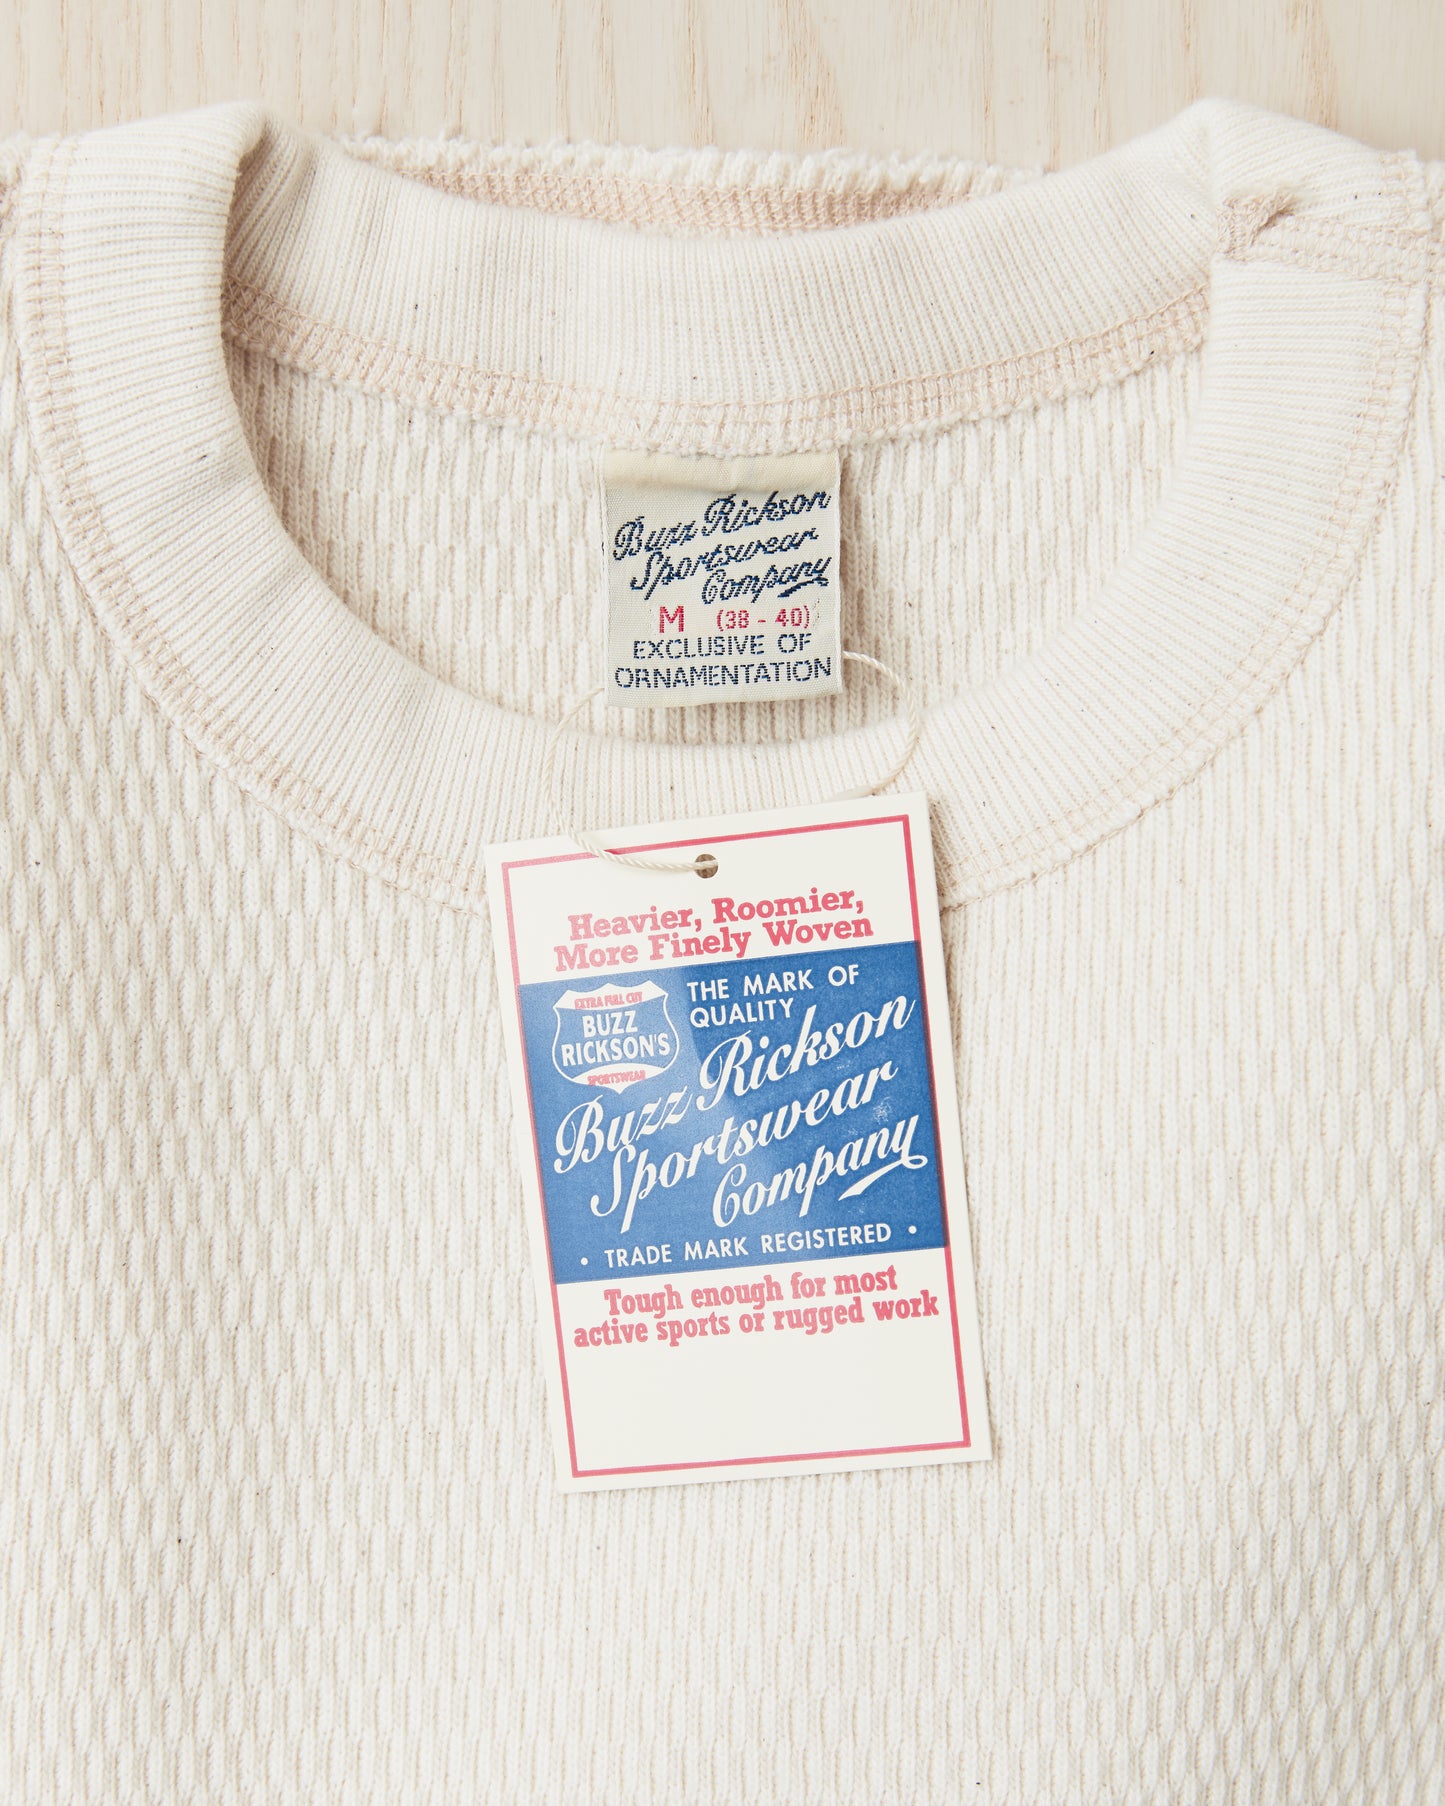 Buzz Rickson
Sportswear
Company
M (38 - 40)
EXCLUSIVE OF
ORNAMENTATION
Heavier, Roomier,
More Finely Woven
EXTRA FULL CUT
BUZZ
RICKSON'S
SPORTSWEAR
THE MARK OF
QUALITY
Buzz Rickson
Sportswear
Company
• TRADE MARK REGISTERED •
Tough enough for most
active sports or rugged work